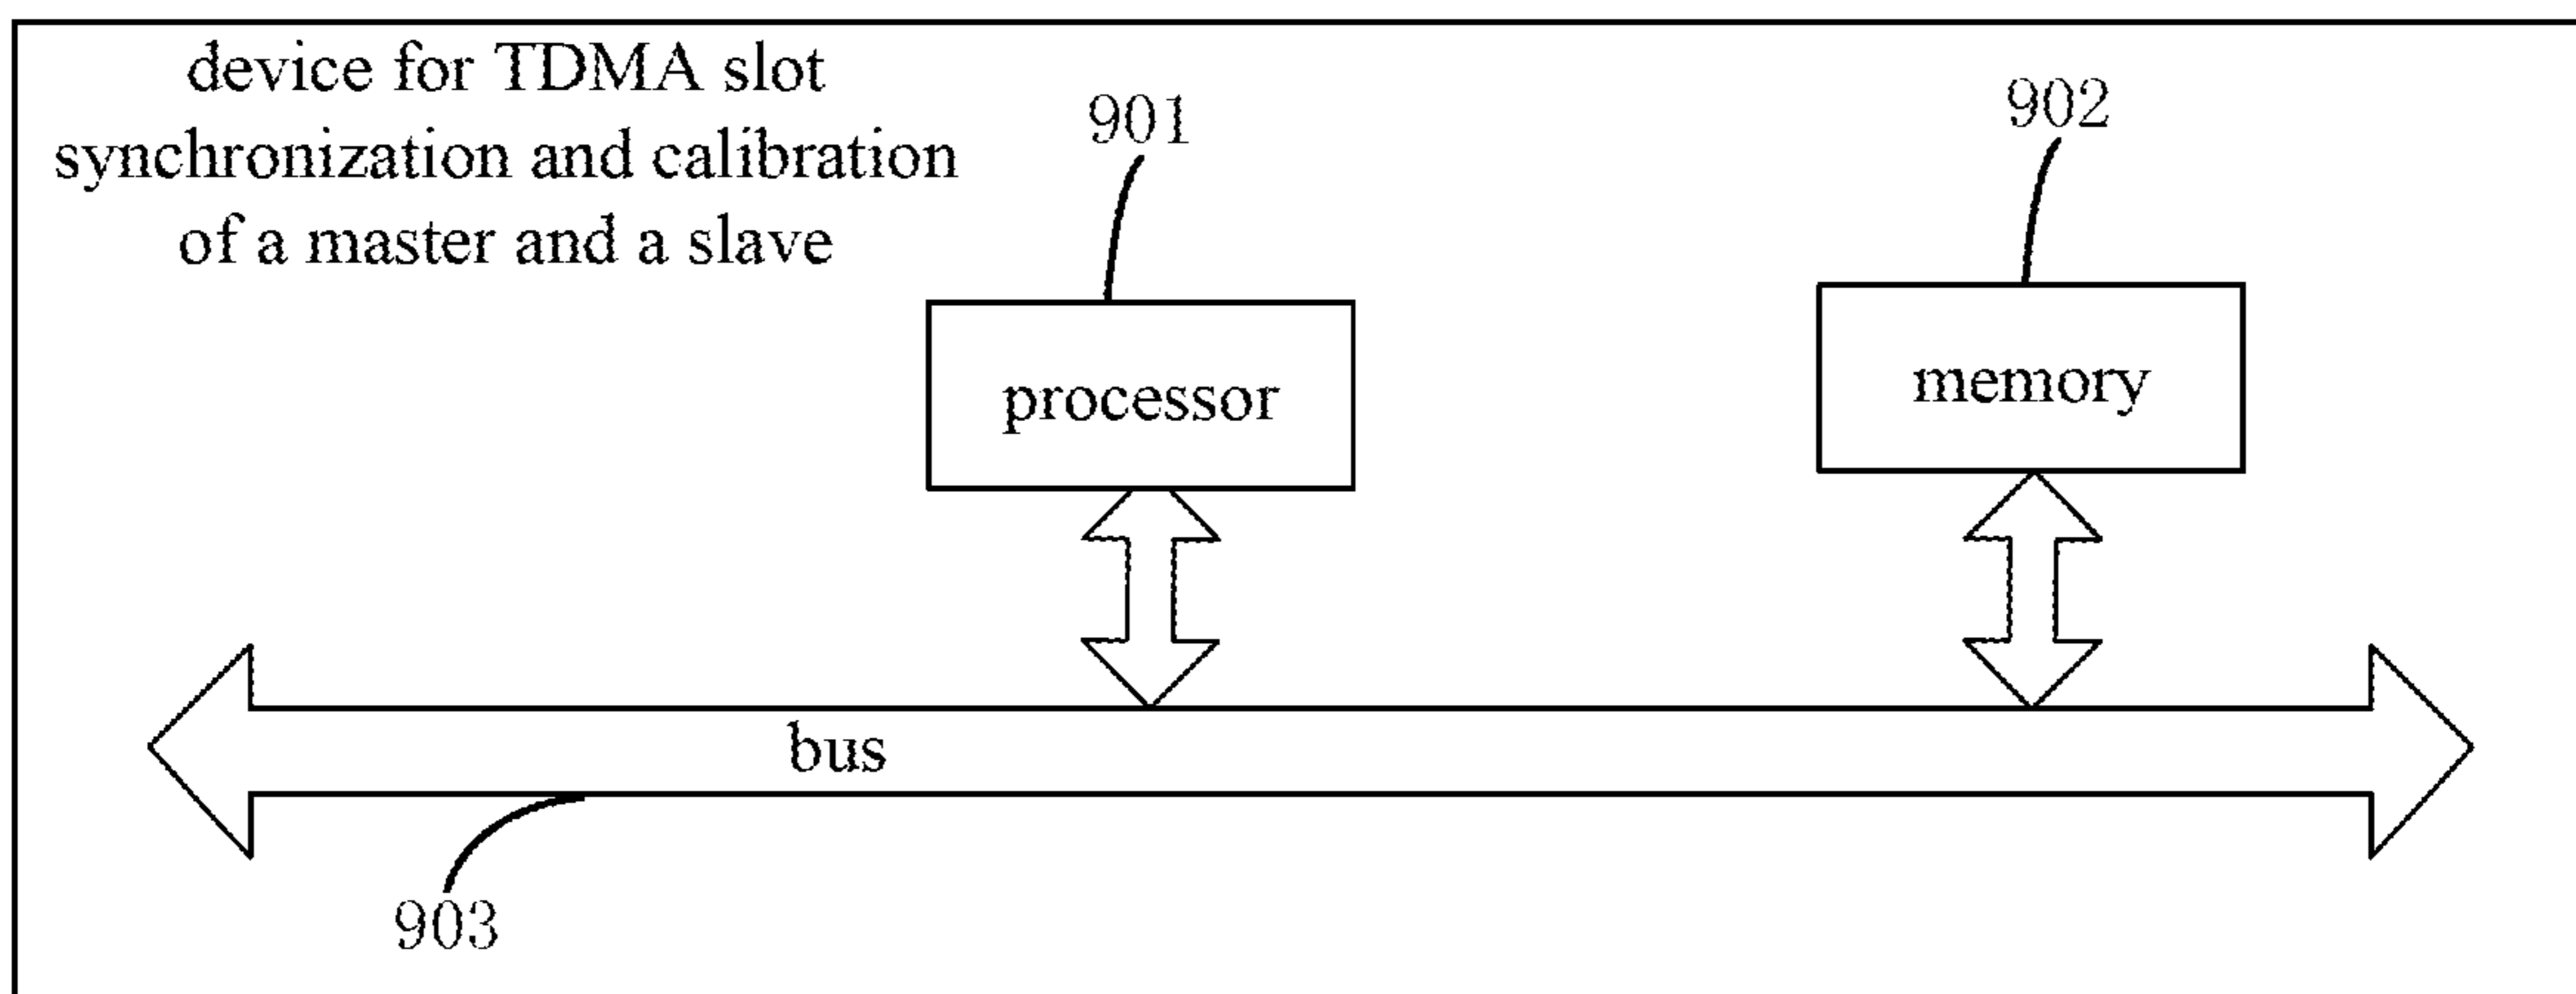 device for TDMA slot
synchronization and calibration
of a master and a slave
901
902
processor
memory
bus
903